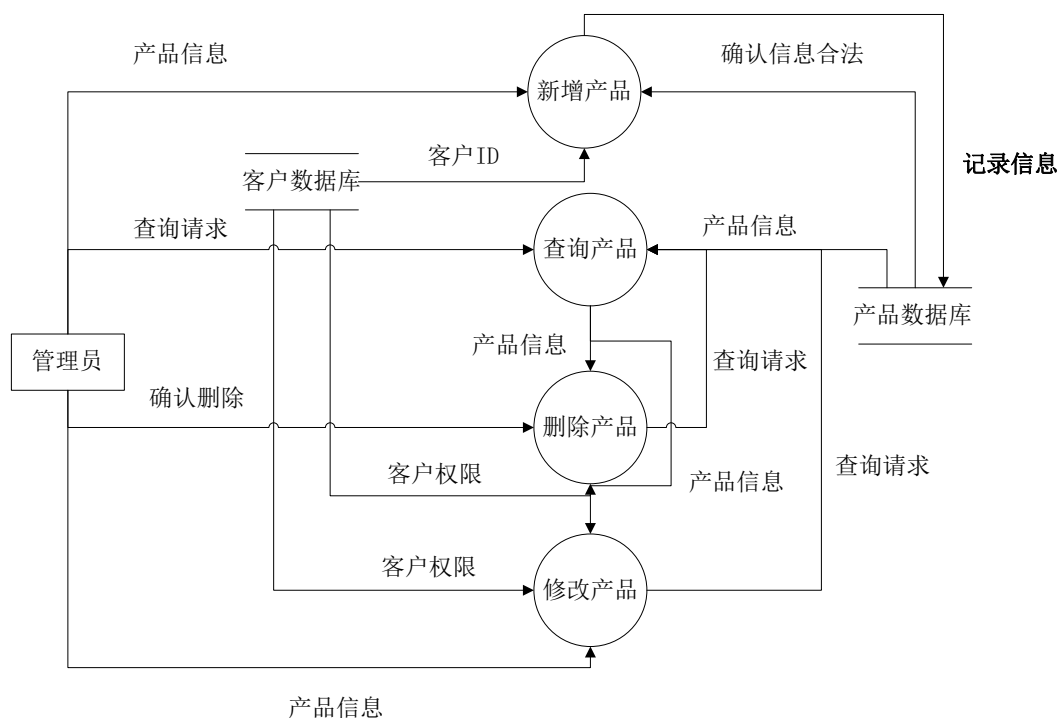 产品信息
确认信息合法
新增产品
客户ID
记录信息
客户数据库
查询请求
产品信息
查询产品
产品数据库
产品信息
查询请求
管理员
确认删除
删除产品
查询请求
客户权限
产品信息
客户权限
修改产品
产品信息